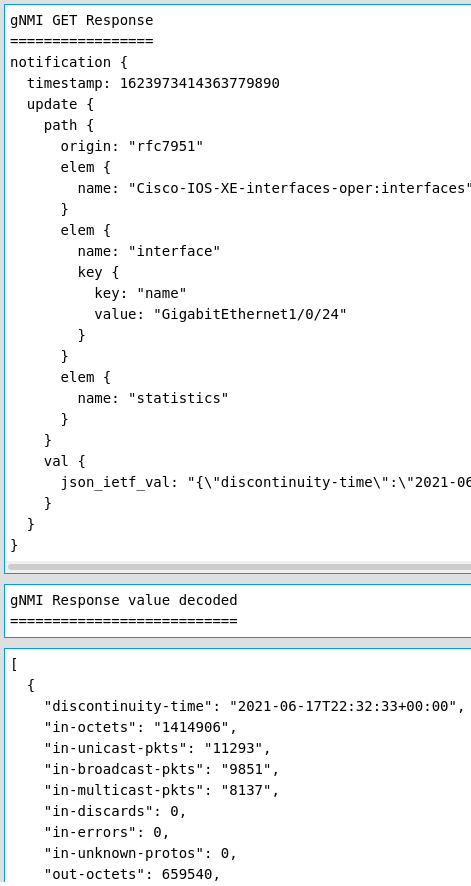 gNMI GET Response
=================
notification {
  timestamp: 1623973414363779890
  update {
    path {
      origin: "rfc7951"
      elem {
        name: "Cisco-IOS-XE-interfaces-oper:interfaces"
      }
      elem {
        name: "interface"
        key {
          key: "name"
          value: "GigabitEthernet1/0/24"
        }
      }
      elem {
        name: "statistics"
      }
    }
    val {
      json_ietf_val: "{\"discontinuity-time\":\"2021-06
    }
  }
}
gNMI Response value decoded
===========================
[
  {
    "discontinuity-time": "2021-06-17T22:32:33+00:00",
    "in-octets": "1414906",
    "in-unicast-pkts": "11293",
    "in-broadcast-pkts": "9851",
    "in-multicast-pkts": "8137",
    "in-discards": 0,
    "in-errors": 0,
    "in-unknown-protos": 0,
    "out-octets": 659540,